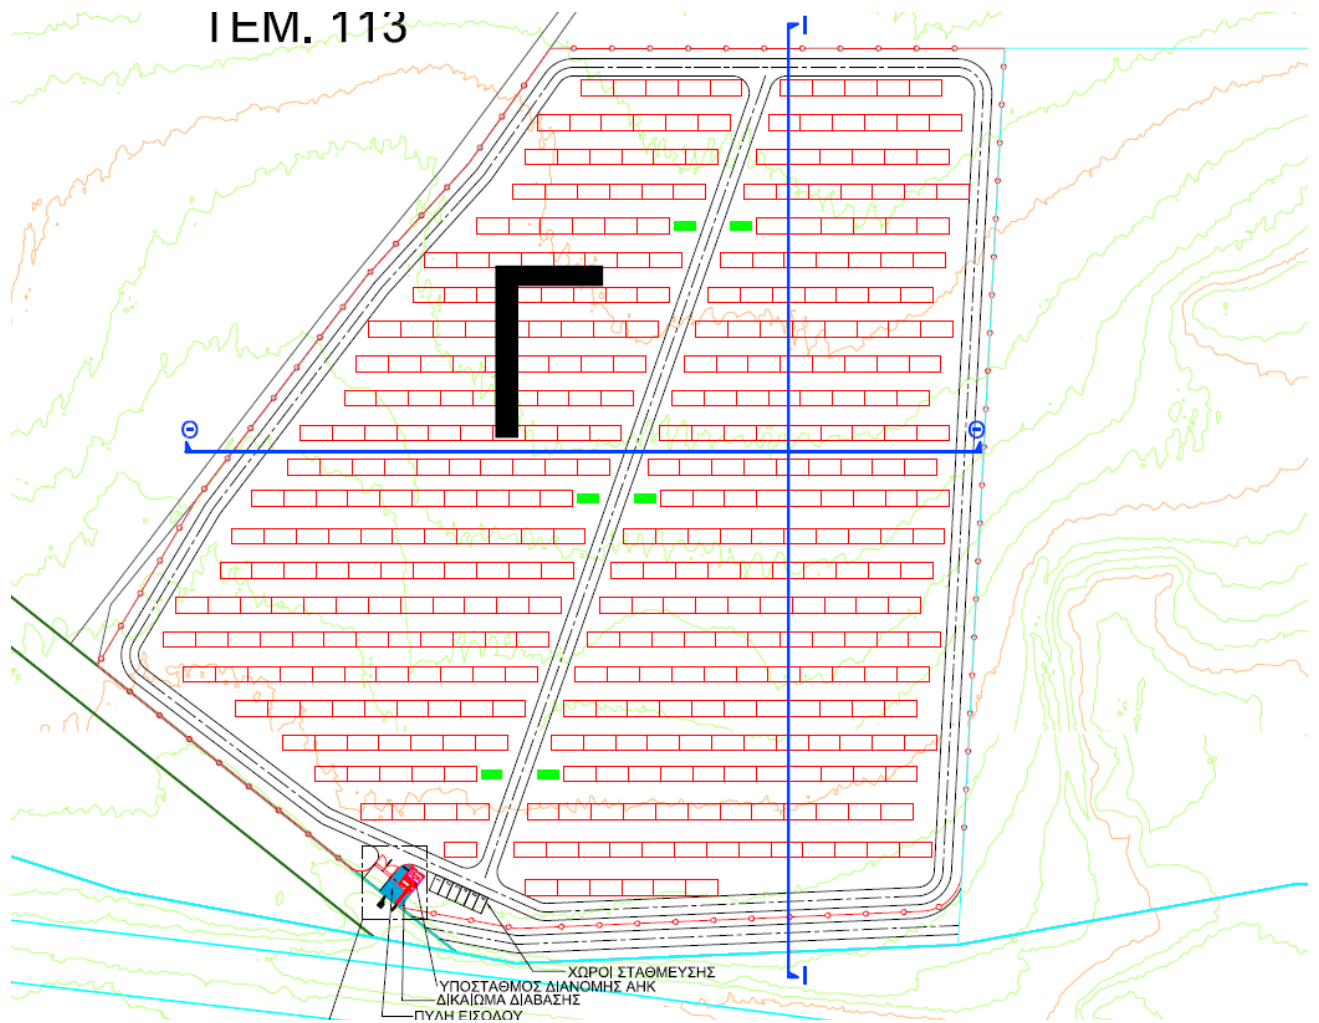 ΤΕΜ. 113
Ι
Γ
Θ
Θ
Ι
ΧΩΡΟΙ ΣΤΑΘΜΕΥΣΗΣ
ΥΠΟΣΤΑΘΜΟΣ ΔΙΑΝΟΜΗΣ ΑΗΚ
ΔΙΚΑΙΩΜΑ ΔΙΑΒΑΣΗΣ
ΠΥΛΗ ΕΙΣΟΔΟΥ